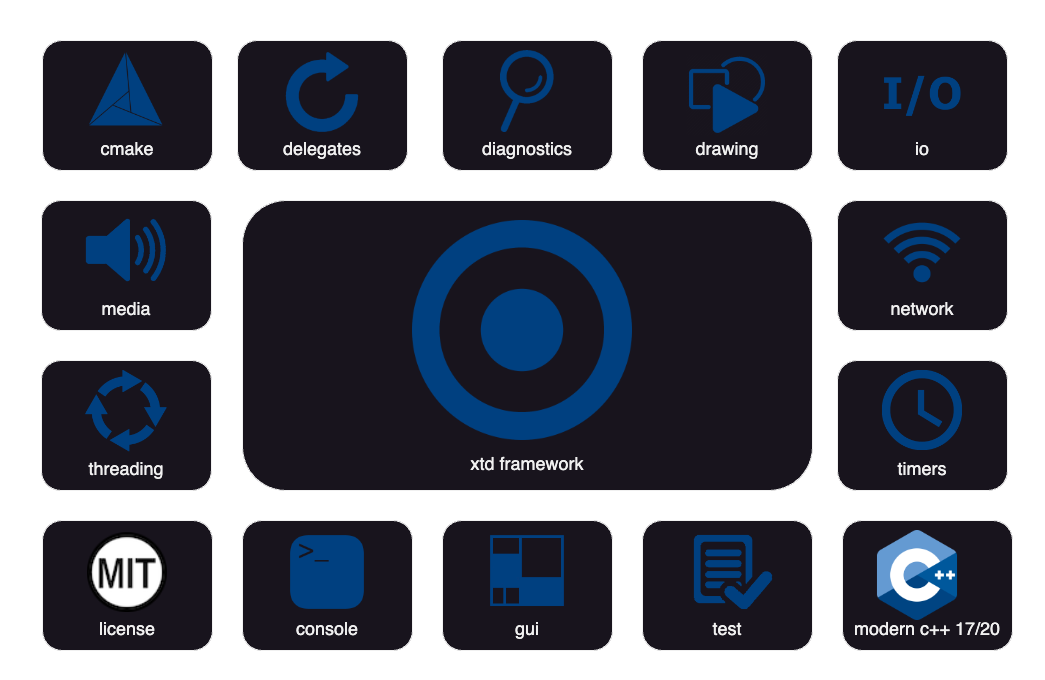 cmake
delegates
diagnostics
drawing
I/O
io
media
network
xtd framework
threading
timers
MIT
license
>_
console
gui
test
C++
modern c++ 17/20